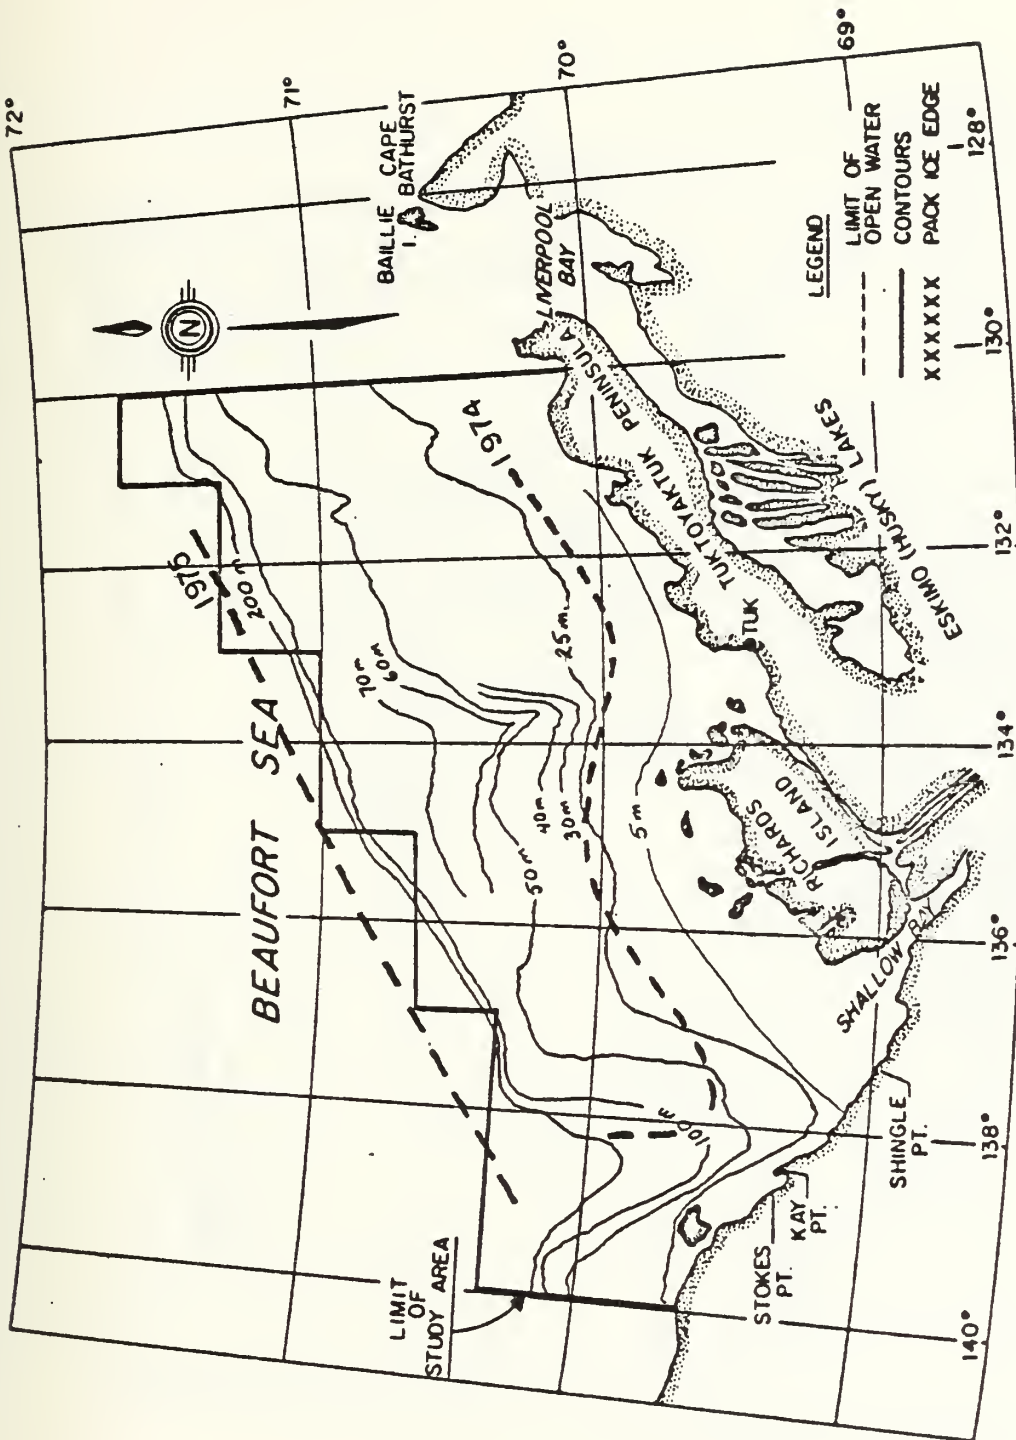 72°
71°
70°
69°
BEAUFORT SEA
1975
200 m
70 m
60 m
50 m
40 m
30 m
25 m.
5 m
100 m
1974
N
BAILLIE I.
CAPE BATHURST
LIVERPOOL
BAY
TUKTOYAKTUK PENINSULA
TUK
ESKIMO (HUSKY) LAKES
RICHARDS
ISLAND
SHALLOW BAY
SHINGLE
PT.
KAY
PT.
STOKES
PT.
LIMIT
OF
STUDY AREA
LEGEND
LIMIT OF
OPEN WATER
CONTOURS
XXXXXX PACK ICE EDGE
140°
138°
136°
134°
132°
130°
128°